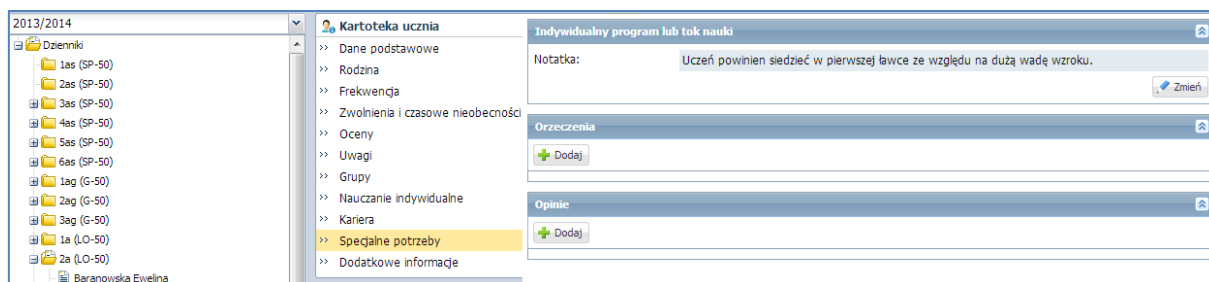 2013/2014
Dzienniki
1as (SP-50)
2as (SP-50)
3as (SP-50)
4as (SP-50)
5as (SP-50)
6as (SP-50)
1ag (G-50)
2ag (G-50)
3ag (G-50)
1a (LO-50)
2a (LO-50)
Baranowska Ewelina
Kartoteka ucznia
Dane podstawowe
Rodzina
Frekwencja
Zwolnienia i czasowe nieobecności
Oceny
Uwagi
Grupy
Nauczanie indywidualne
Kariera
Specjalne potrzeby
Dodatkowe informacje
Indywidualny program lub tok nauki
Notatka: Uczeń powinien siedzieć w pierwszej ławce ze względu na dużą wadę wzroku.
Zmień
Orzeczenia
Dodaj
Opinie
Dodaj